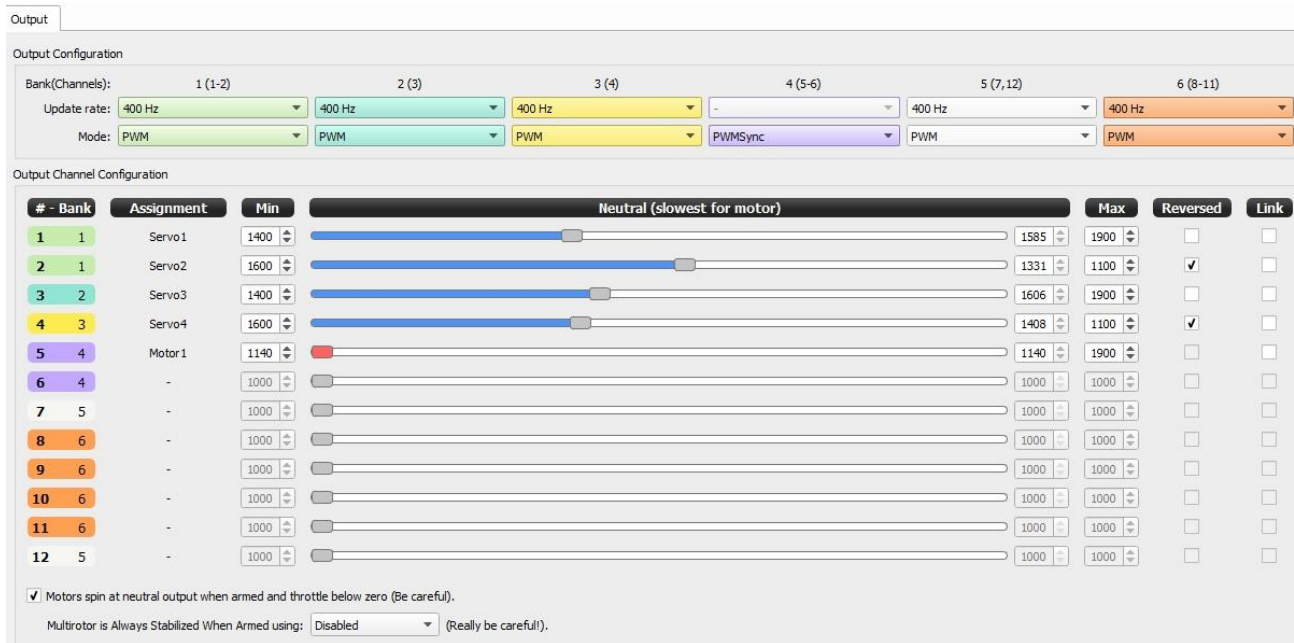 Output
Output Configuration
Bank(Channels): 1 (1-2) 2 (3) 3 (4) 4 (5-6) 5 (7,12) 6 (8-11)
Update rate: 400 Hz 400 Hz 400 Hz - 400 Hz 400 Hz
Mode: PWM PWM PWM PWMSync PWM PWM
Output Channel Configuration
# - Bank Assignment Min Neutral (slowest for motor) Max Reversed Link
1 1 Servo1 1400 1585 1900
2 1 Servo2 1600 1331 1100
3 2 Servo3 1400 1606 1900
4 3 Servo4 1600 1408 1100
5 4 Motor1 1140 1140 1900
6 4 - 1000 1000 1000
7 5 - 1000 1000 1000
8 6 - 1000 1000 1000
9 6 - 1000 1000 1000
10 6 - 1000 1000 1000
11 6 - 1000 1000 1000
12 5 - 1000 1000 1000
Motors spin at neutral output when armed and throttle below zero (Be careful).
Multirotor is Always Stabilized When Armed using: Disabled (Really be careful!).